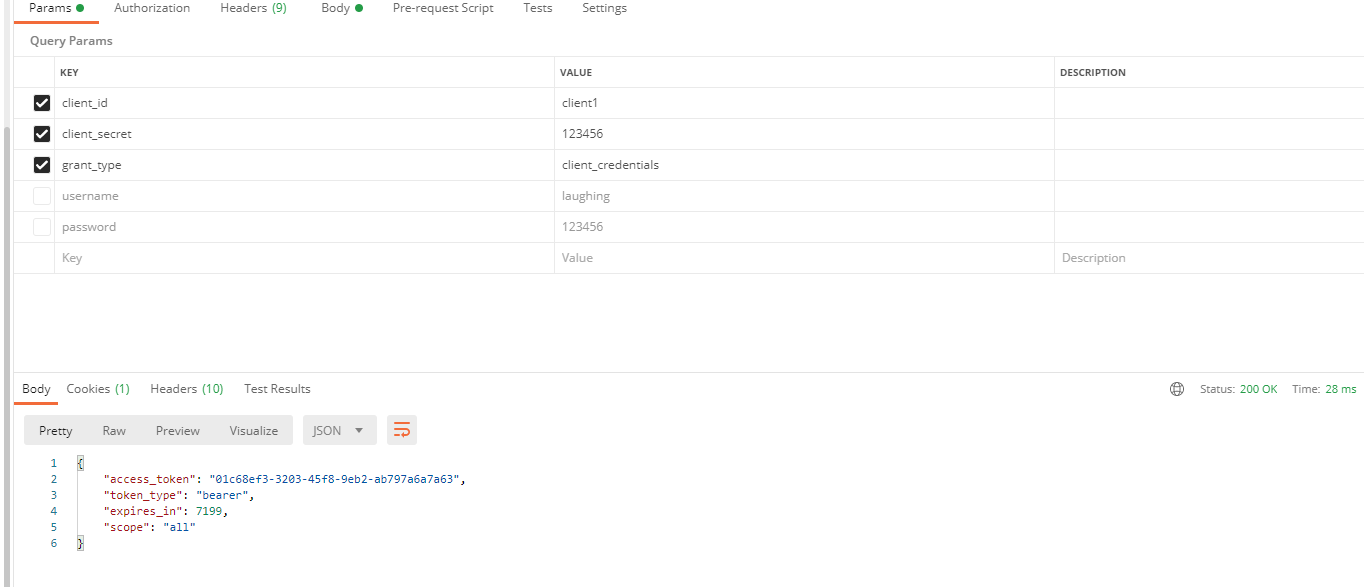 Params Authorization Headers (9) Body Pre-request Script Tests Settings
Query Params
KEY VALUE DESCRIPTION
client_id client1
client_secret 123456
grant_type client_credentials
username laughing
password 123456
Key Value Description
Body Cookies (1) Headers (10) Test Results Status: 200 OK Time: 28 ms
Pretty Raw Preview Visualize JSON
1 {
2 "access_token": "01c68ef3-3203-45f8-9eb2-ab797a6a7a63",
3 "token_type": "bearer",
4 "expires_in": 7199,
5 "scope": "all"
6 }